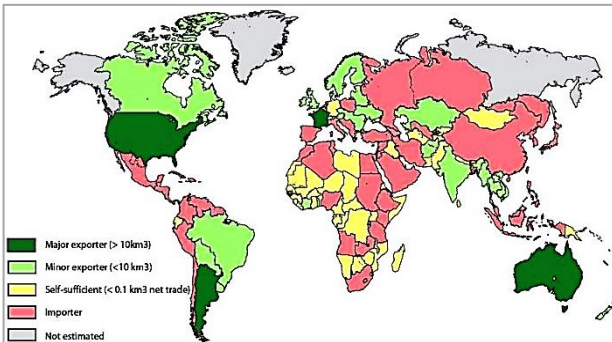 Major exporter (> 10km3)
Minor exporter (<10 km3)
Self-sufficient (< 0.1 km3 net trade)
Importer
Not estimated